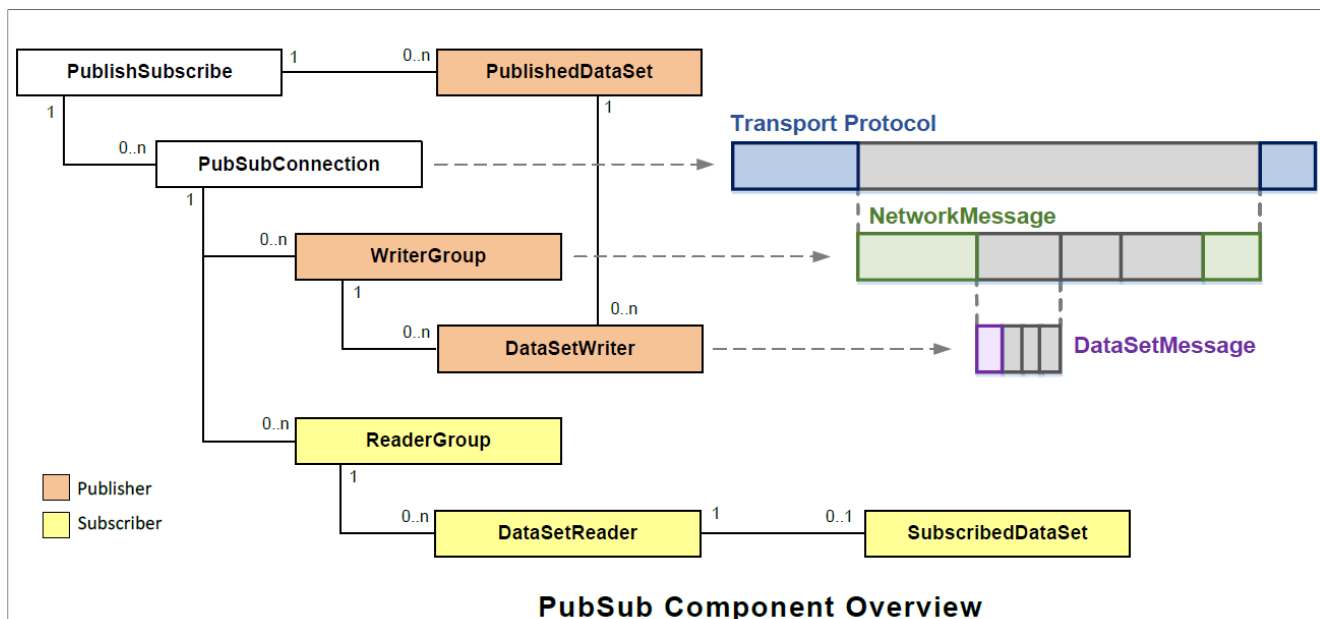 1
0..n
PublishSubscribe
PublishedDataSet
1
1
Transport Protocol
0..n
PubSubConnection
1
NetworkMessage
0..n
WriterGroup
1
0..n
0..n
DataSetWriter
DataSetMessage
0..n
ReaderGroup
1
Publisher
Subscriber
0..n
DataSetReader
1
0..1
SubscribedDataSet
PubSub Component Overview